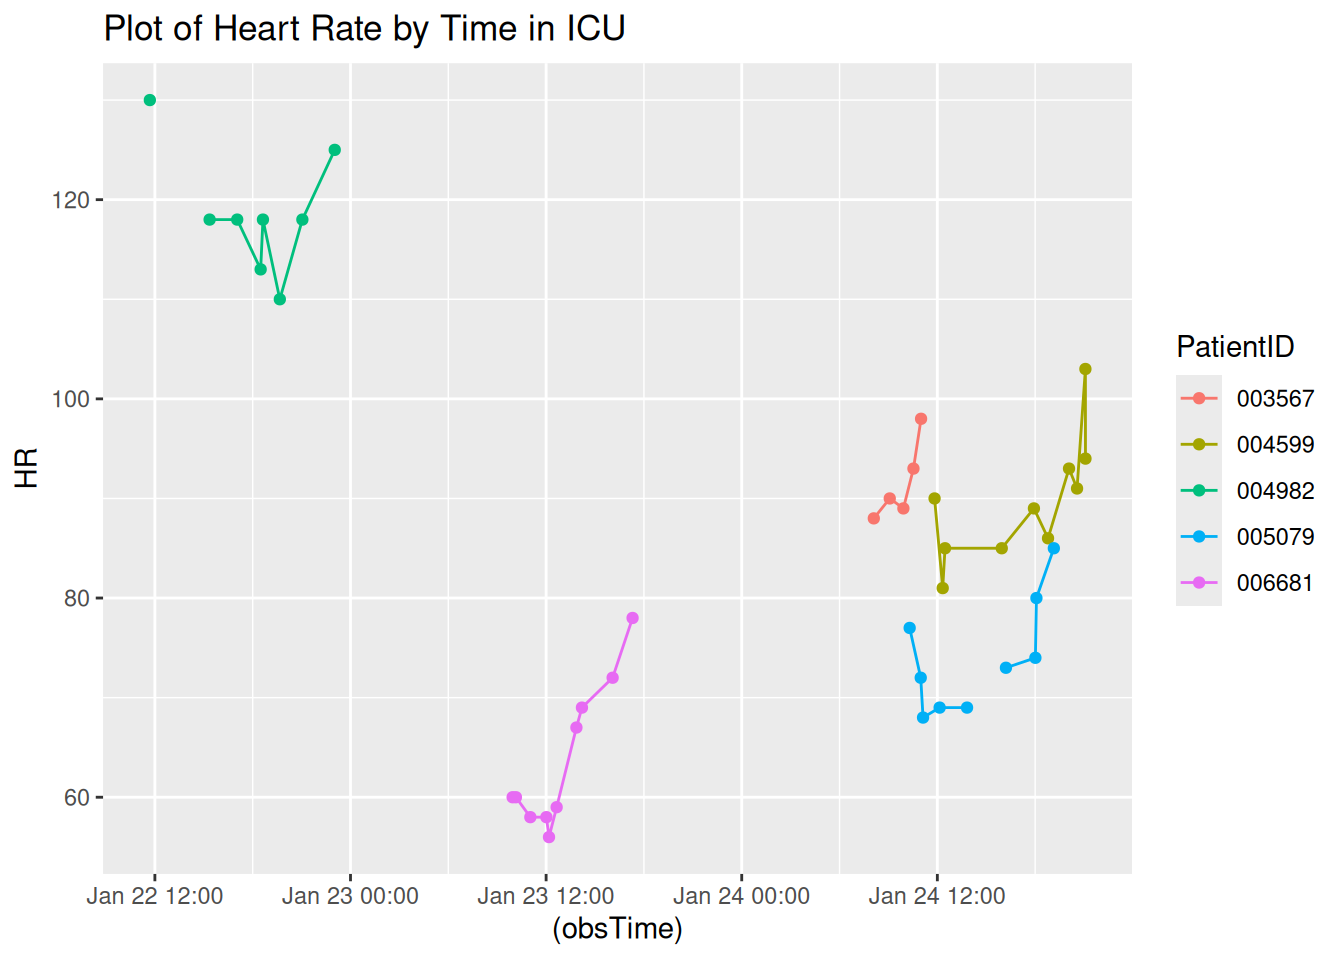 Plot of Heart Rate by Time in ICU
HR
120
100
80
60
Jan 22 12:00 Jan 23 00:00 Jan 23 12:00 Jan 24 00:00 Jan 24 12:00
(obsTime)
PatientID
003567
004599
004982
005079
006681